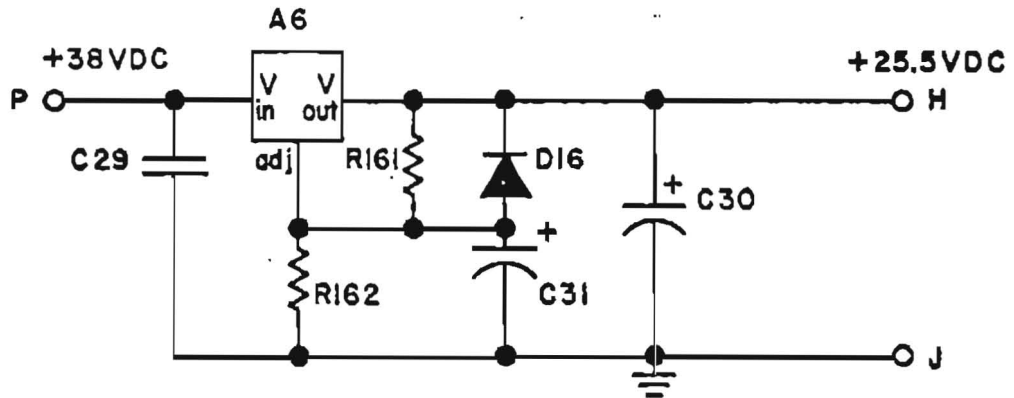 A6
+38VDC
+25.5VDC
P
V
in
V
out
H
C29
adj
R161
D16
+
C30
+
R162
C31
J